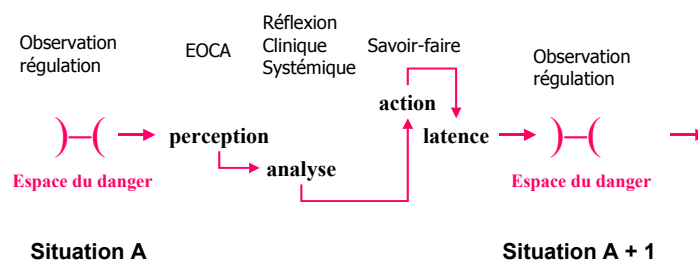 Observation
régulation
EOCA
Réflexion
Clinique
Systémique
Savoir-faire
Observation
régulation
)–(
perception
analyse
action
latence
)–(
Espace du danger
Espace du danger
Situation A
Situation A + 1